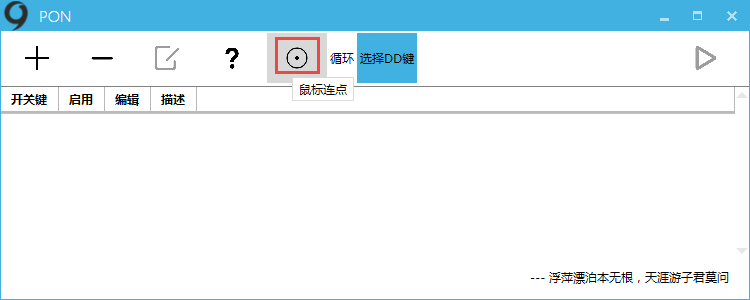 PON
循环 选择DD键
鼠标连点
开关键 启用 编辑 描述
--- 浮萍漂泊本无根，天涯游子君莫问